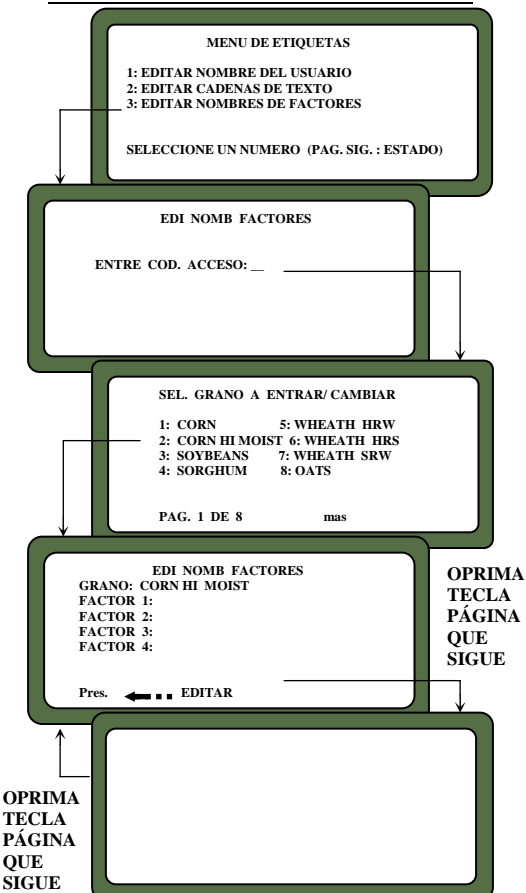 MENU DE ETIQUETAS
1: EDITAR NOMBRE DEL USUARIO
2: EDITAR CADENAS DE TEXTO
3: EDITAR NOMBRES DE FACTORES
SELECCIONE UN NUMERO (PAG. SIG. : ESTADO)
EDI NOMB FACTORES
ENTRE COD. ACCESO: __
SEL. GRANO A ENTRAR/ CAMBIAR
1: CORN 5: WHEATH HRW
2: CORN HI MOIST 6: WHEATH HRS
3: SOYBEANS 7: WHEATH SRW
4: SORGHUM 8: OATS
PAG. 1 DE 8 mas
EDI NOMB FACTORES
GRANO: CORN HI MOIST
FACTOR 1:
FACTOR 2:
FACTOR 3:
FACTOR 4:
Pres. EDITAR
OPRIMA
TECLA
PÁGINA
QUE
SIGUE
OPRIMA
TECLA
PÁGINA
QUE
SIGUE